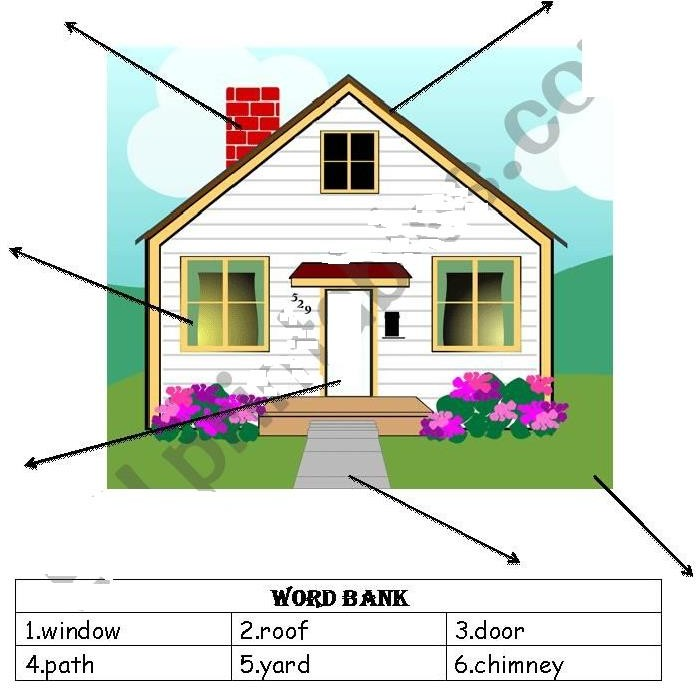 529
WORD BANK
1.window 2.roof 3.door
4.path 5.yard 6.chimney